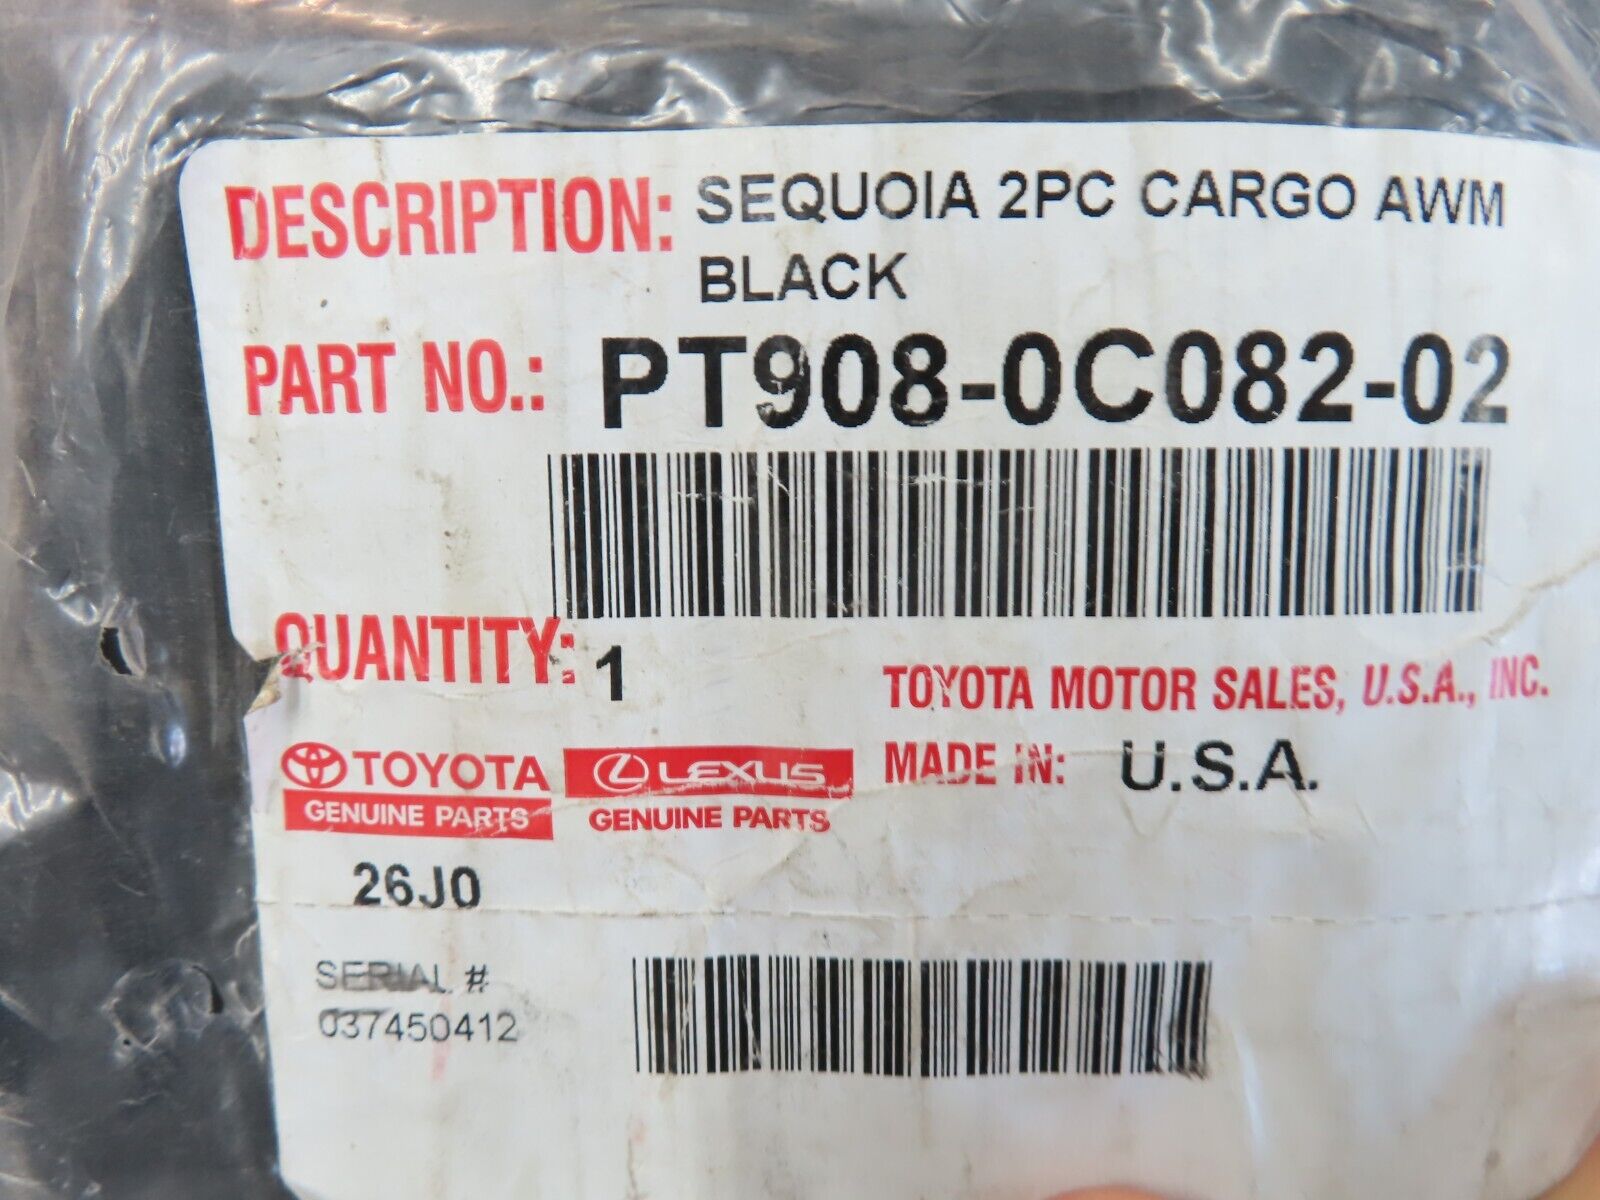 DESCRIPTION: SEQUOIA 2PC CARGO AWM
BLACK
PART NO.: PT908-0C082-02
QUANTITY: 1
TOYOTA MOTOR SALES, U.S.A., INC.
TOYOTA
GENUINE PARTS
LEXUS
GENUINE PARTS
MADE IN: U.S.A.
26J0
SERIAL #
037450412